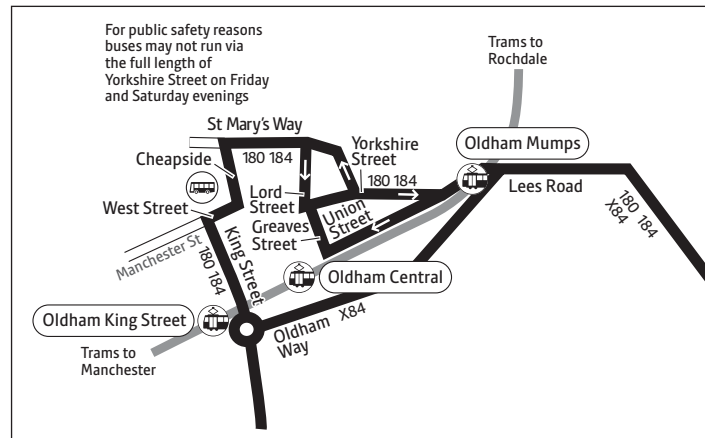 For public safety reasons
buses may not run via
the full length of
Yorkshire Street on Friday
and Saturday evenings
Trams to
Rochdale
St Mary's Way
Yorkshire
Street
Oldham Mumps
Cheapside
180 184
180 184
Lees Road
Lord
Street
West Street
Union
Street
180 184
X84
Greaves
Street
Manchester St
King Street
180 184
Oldham Central
Oldham King Street
Oldham
Way
X84
Trams to
Manchester